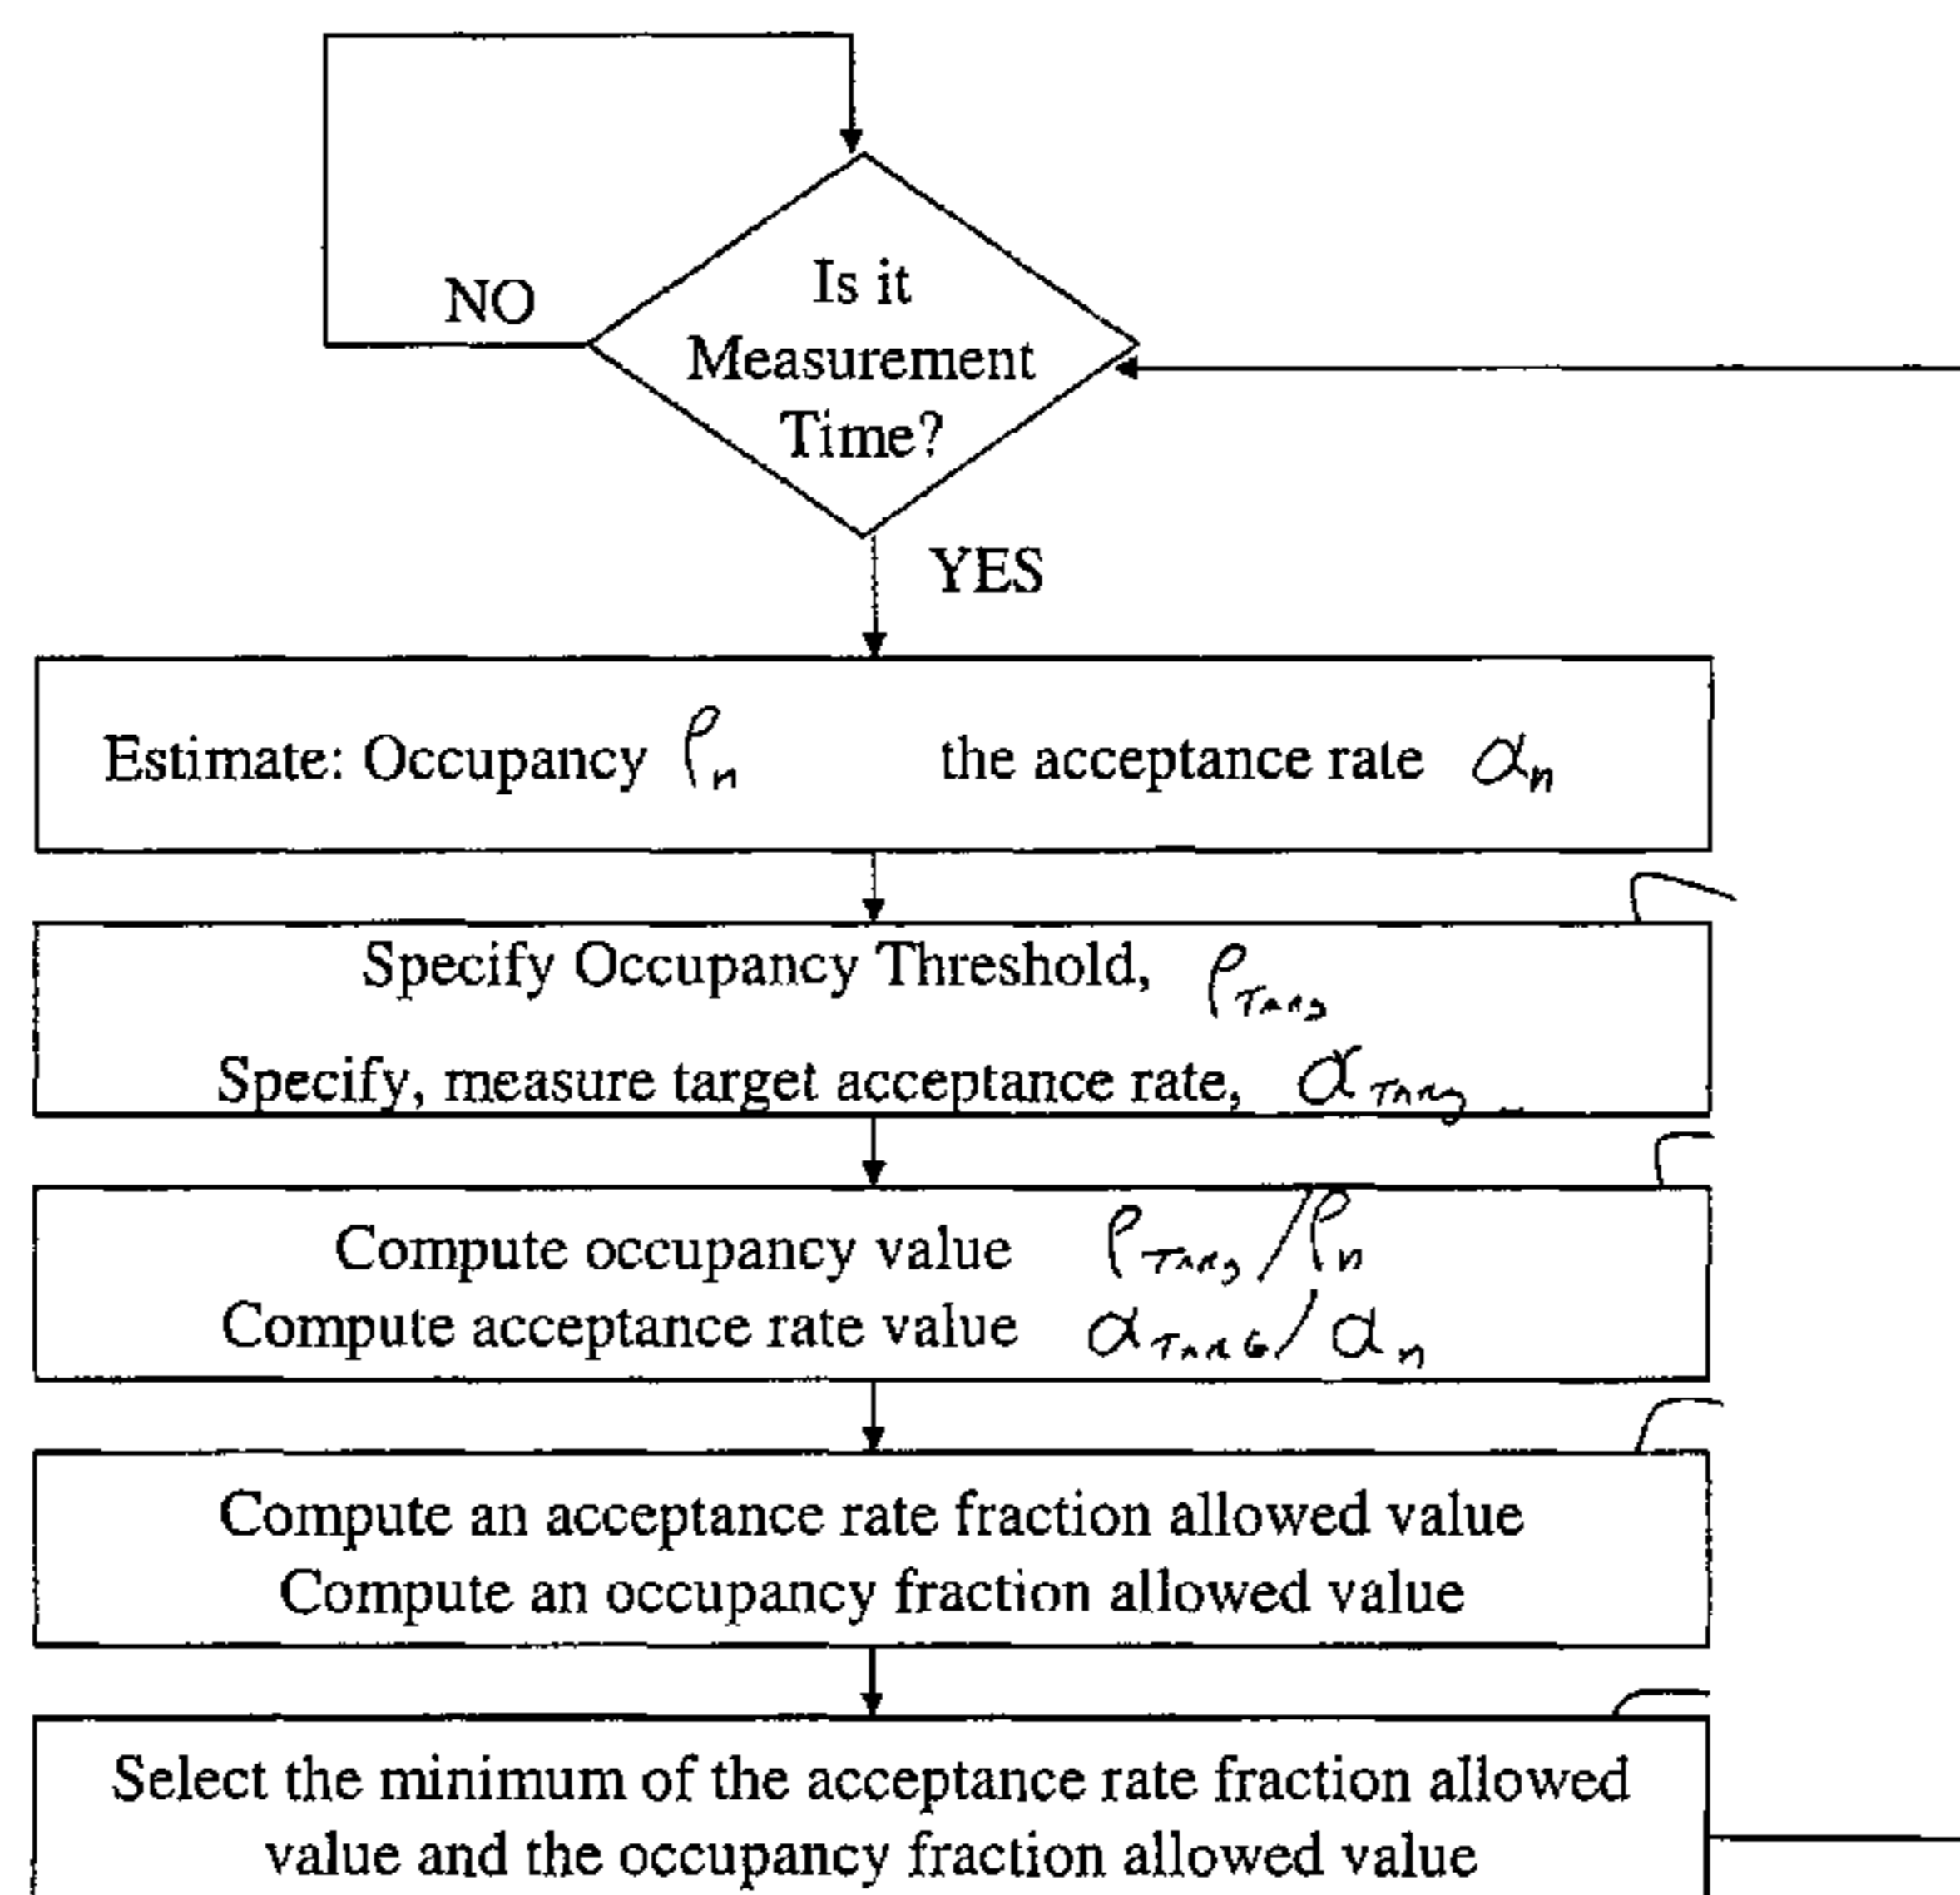 Is it
Measurement
Time?
NO
YES
Estimate: Occupancy ρn the acceptance rate αn
Specify Occupancy Threshold, ρTARG
Specify, measure target acceptance rate, αTARG
Compute occupancy value ρTARG/ρn
Compute acceptance rate value αTARG/αn
Compute an acceptance rate fraction allowed value
Compute an occupancy fraction allowed value
Select the minimum of the acceptance rate fraction allowed
value and the occupancy fraction allowed value